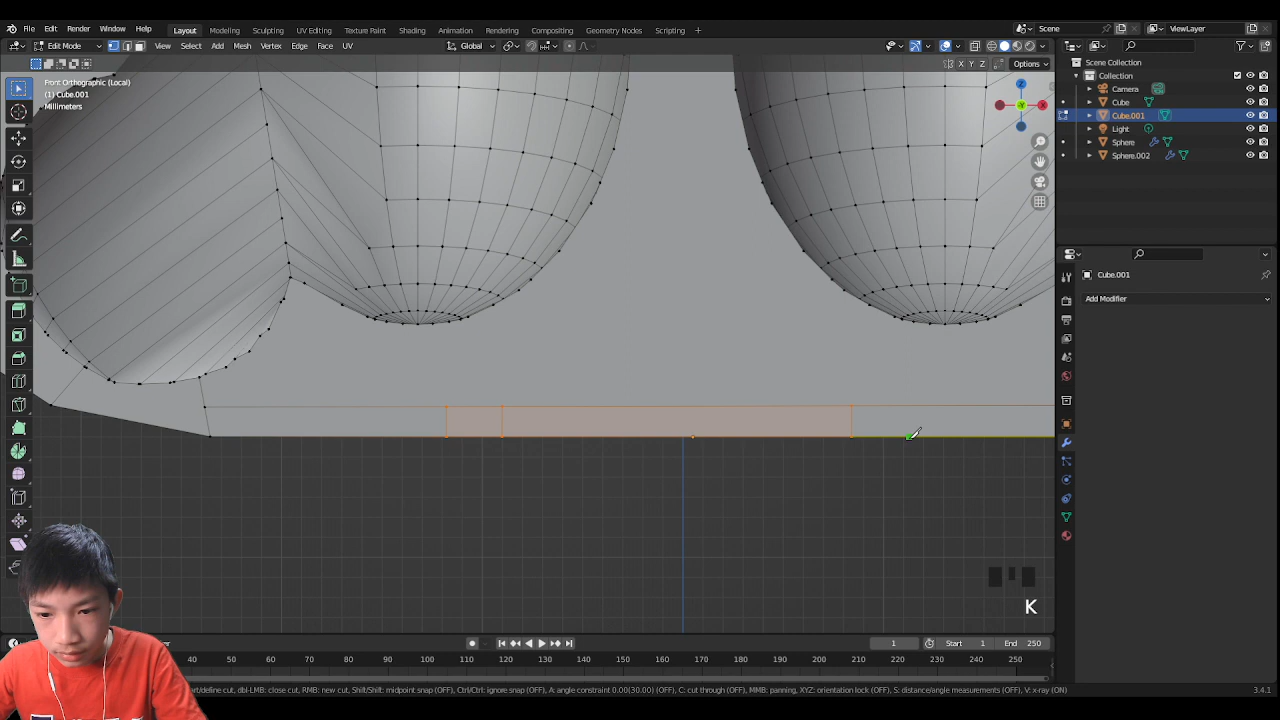 File Edit Render Window Help Layout Modeling Sculpting UV Editing Texture Paint Shading Animation Rendering Compositing Geometry Nodes Scripting + Scene ViewLayer
Edit Mode View Select Add Mesh Vertex Edge Face UV Global
X Y Z Options
Front Orthographic (Local)
(1) Cube.001
Millimeters
Z
X
Y
Scene Collection
Collection
Camera
Cube
Cube.001
Light
Sphere
Sphere.002
Cube.001
Add Modifier
K
1 Start 1 End 250
40 50 60 70 80 90 100 110 120 130 140 150 160 170 180 190 200 210 220 230 240 250
start/define cut, dbl-LMB: close cut, RMB: new cut, Shift/Shift: midpoint snap (OFF), Ctrl/Ctrl: ignore snap (OFF), A: angle constraint 0.00(30.00) (OFF), C: cut through (OFF), MMB: panning, XYZ: orientation lock (OFF), S: distance/angle measurements (OFF), V: x-ray (ON)
3.4.1